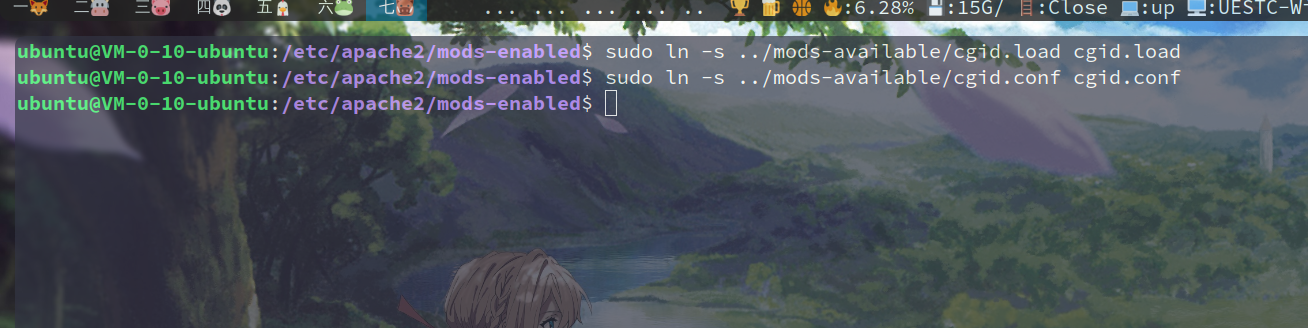 一🦊 二🐮 三🐷 四🐼 五🪿 六🐸 七🐻 ... ... ... ... .. 🏆 🍺 🏀 🔥:6.28% 💾:15G/ 🚪:Close 💻:up 🖥️:UESTC-W
ubuntu@VM-0-10-ubuntu:/etc/apache2/mods-enabled$ sudo ln -s ../mods-available/cgid.load cgid.load
ubuntu@VM-0-10-ubuntu:/etc/apache2/mods-enabled$ sudo ln -s ../mods-available/cgid.conf cgid.conf
ubuntu@VM-0-10-ubuntu:/etc/apache2/mods-enabled$